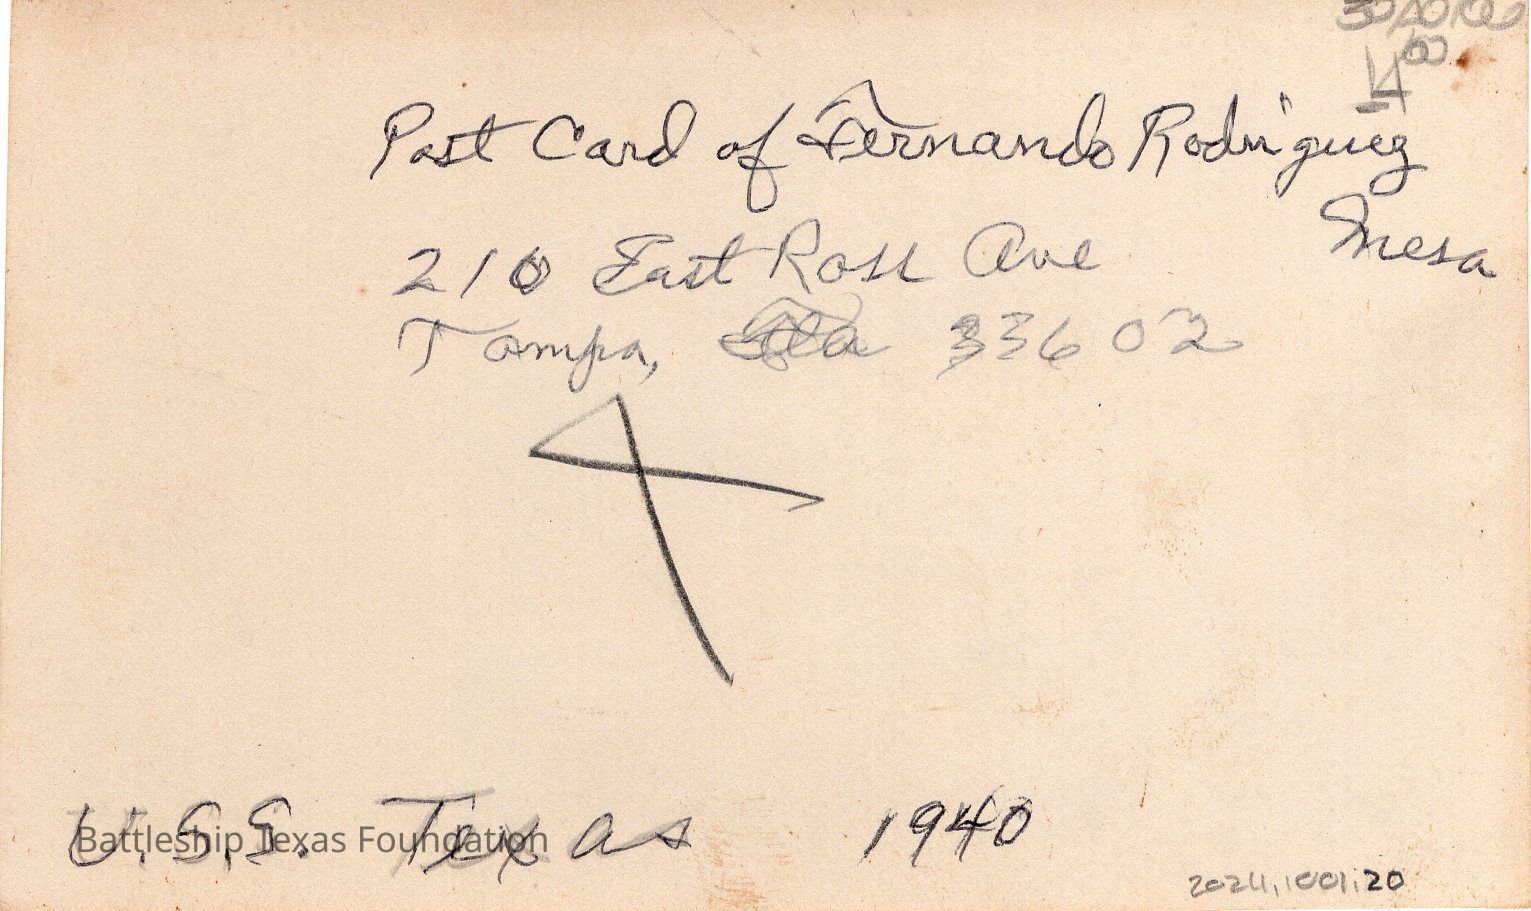 Post Card of Fernando Rodriguez
Mesa
210 East Ross Ave
Tampa, Fla 33602
U.S.S. Texas 1940
Battleship Texas Foundation
2024.1001.20